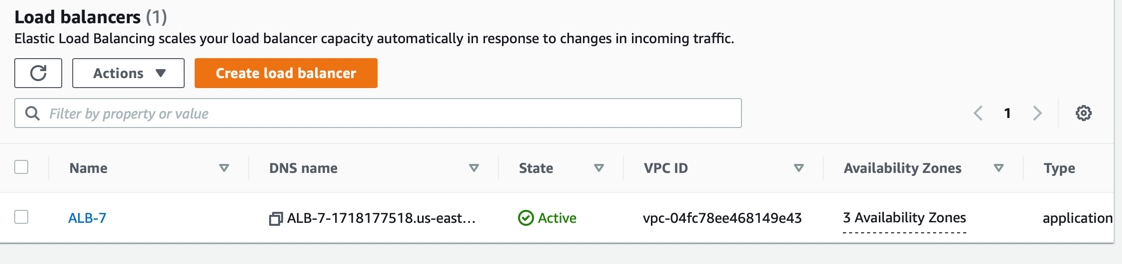 Load balancers (1)
Elastic Load Balancing scales your load balancer capacity automatically in response to changes in incoming traffic.
Actions Create load balancer
Filter by property or value 1
Name DNS name State VPC ID Availability Zones Type
ALB-7 ALB-7-1718177518.us-east... Active vpc-04fc78ee468149e43 3 Availability Zones application